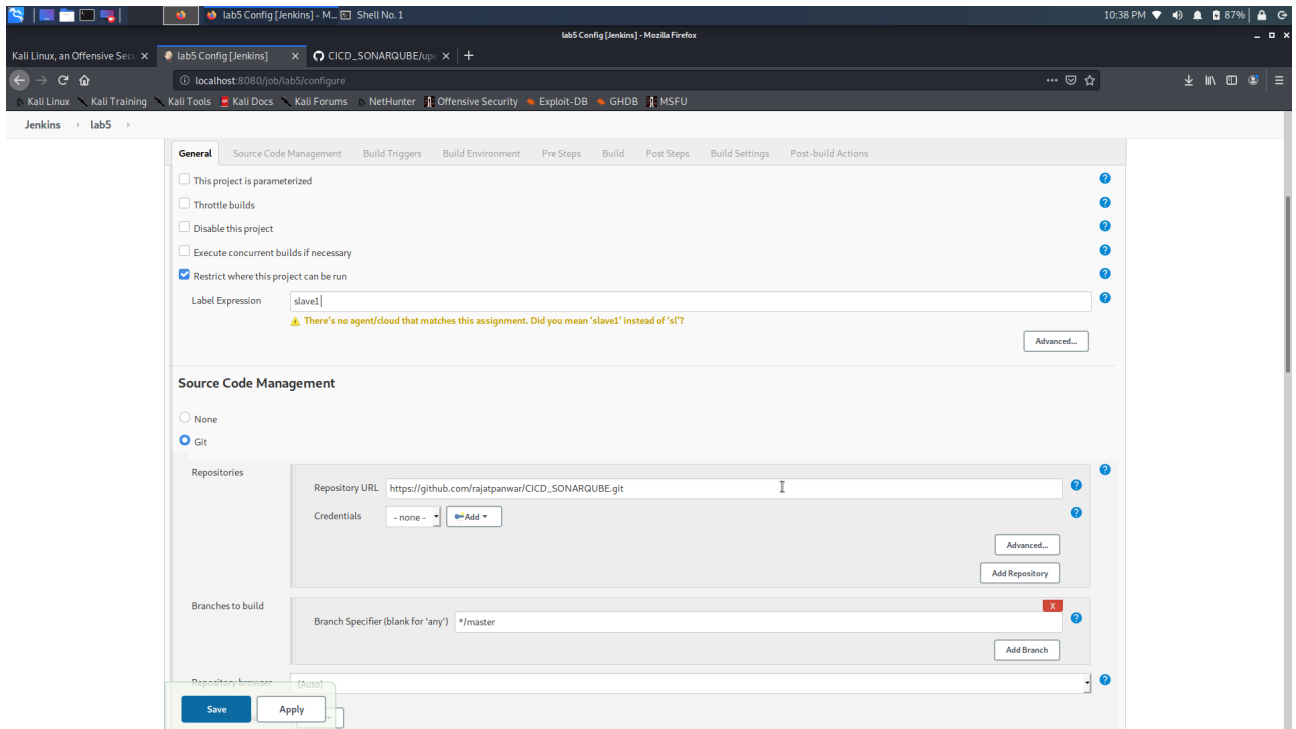 lab5 Config [Jenkins] - M... Shell No. 1 10:38 PM 87%
lab5 Config [Jenkins] - Mozilla Firefox
Kali Linux, an Offensive Sec lab5 Config [Jenkins] CICD_SONARQUBE/up
localhost:8080/job/lab5/configure
Kali Linux Kali Training Kali Tools Kali Docs Kali Forums NetHunter Offensive Security Exploit-DB GHDB MSFU
Jenkins lab5
General Source Code Management Build Triggers Build Environment Pre Steps Build Post Steps Build Settings Post-build Actions
This project is parameterized
Throttle builds
Disable this project
Execute concurrent builds if necessary
Restrict where this project can be run
Label Expression slave1
There's no agent/cloud that matches this assignment. Did you mean 'slave1' instead of 'sl'?
Advanced...
Source Code Management
None
Git
Repositories
Repository URL https://github.com/rajatpanwar/CICD_SONARQUBE.git
Credentials - none - Add
Advanced...
Add Repository
Branches to build X
Branch Specifier (blank for 'any') */master
Add Branch
Repository browser (Auto)
Save Apply